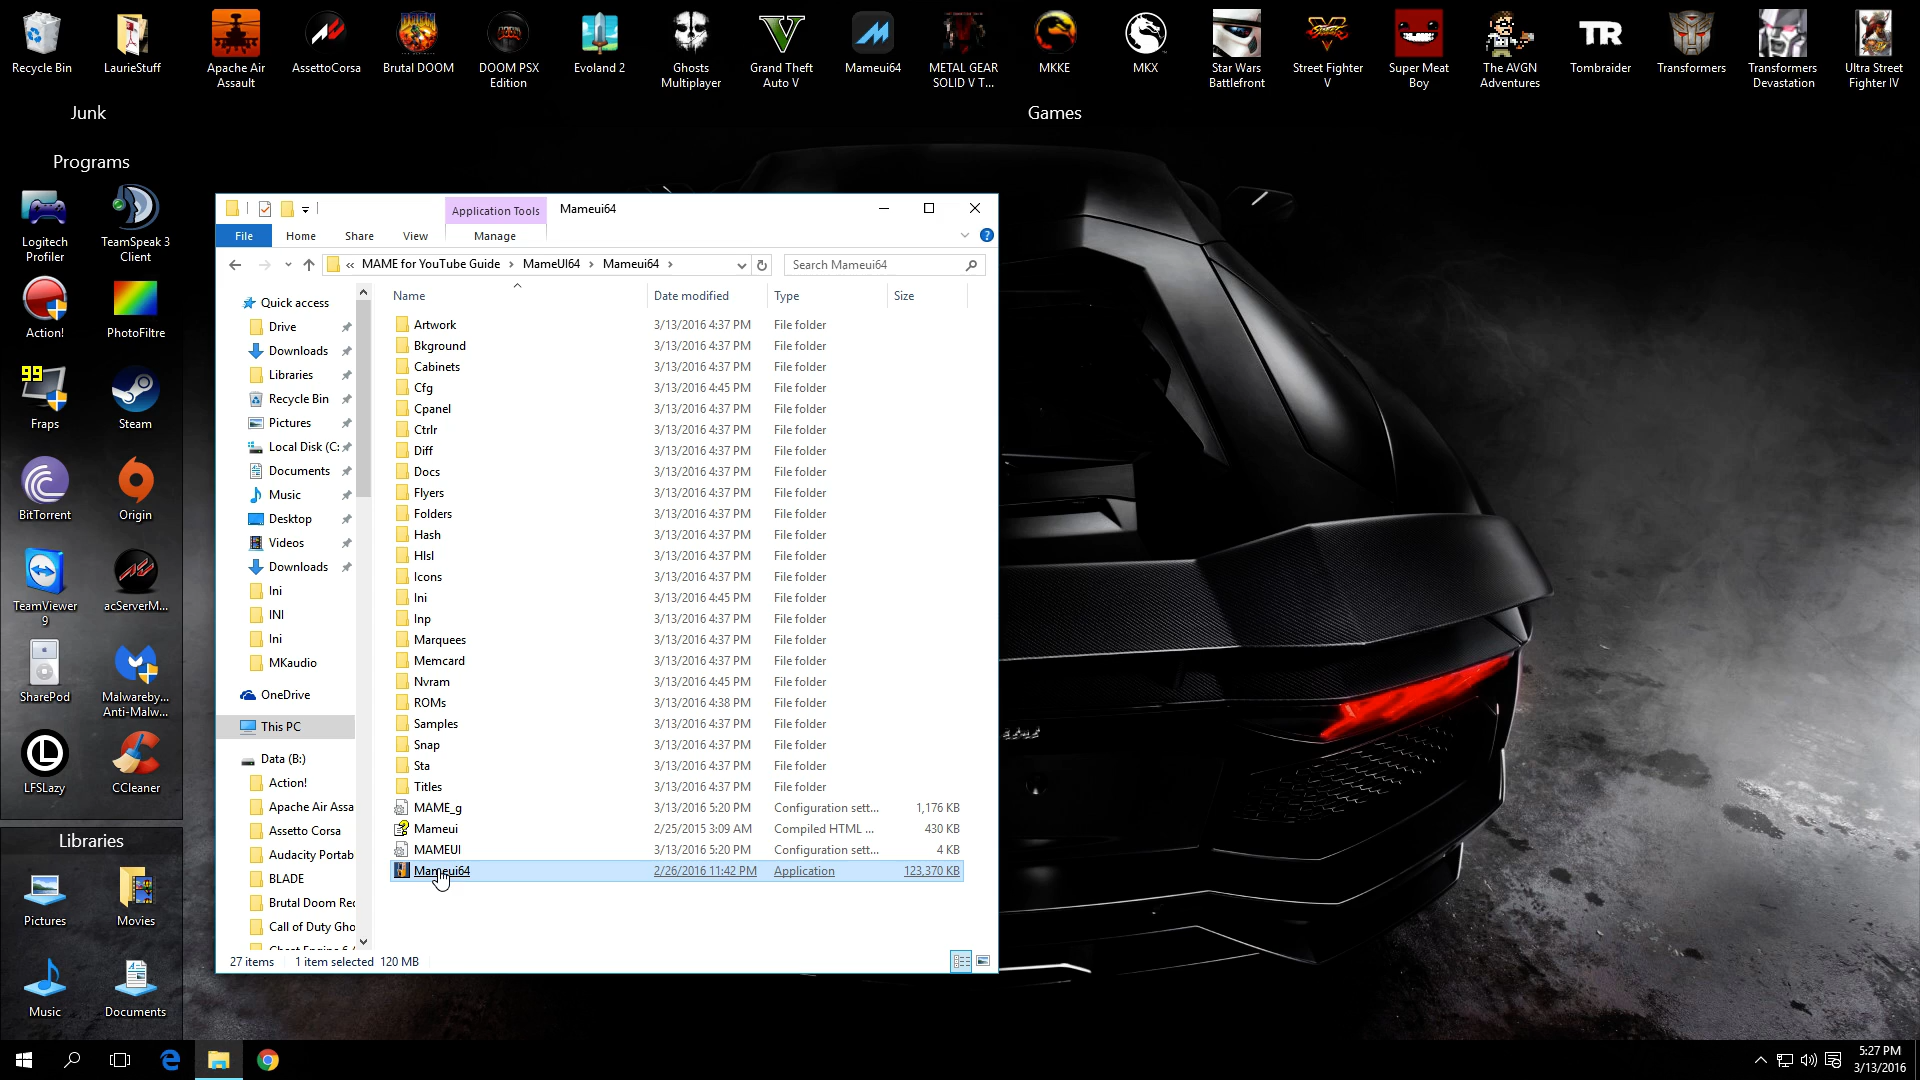 Recycle Bin
LaurieStuff
Apache Air
Assault
AssettoCorsa
Brutal DOOM
DOOM PSX
Edition
Evoland 2
Ghosts
Multiplayer
Grand Theft
Auto V
Mameui64
METAL GEAR
SOLID V T...
MKKE
MKX
Star Wars
Battlefront
Street Fighter
V
Super Meat
Boy
The AVGN
Adventures
TR
Tombraider
Transformers
Transformers
Devastation
Ultra Street
Fighter IV
Junk
Games
Programs
Logitech
Profiler
TeamSpeak 3
Client
Action!
PhotoFiltre
99
Fraps
Steam
BitTorrent
Origin
TeamViewer
9
acServerM...
SharePod
Malwareby...
Anti-Malw...
LFSLazy
CCleaner
Libraries
Pictures
Movies
Music
Documents
Application Tools
Mameui64
File
Home
Share
View
Manage
« MAME for YouTube Guide > MameUI64 > Mameui64 >
Search Mameui64
Quick access
Drive
Downloads
Libraries
Recycle Bin
Pictures
Local Disk (C:
Documents
Music
Desktop
Videos
Downloads
Ini
INI
Ini
MKaudio
OneDrive
This PC
Data (B:)
Action!
Apache Air Assa
Assetto Corsa
Audacity Portab
BLADE
Brutal Doom Rec
Call of Duty Gho
Name Date modified Type Size
Artwork 3/13/2016 4:37 PM File folder
Bkground 3/13/2016 4:37 PM File folder
Cabinets 3/13/2016 4:37 PM File folder
Cfg 3/13/2016 4:45 PM File folder
Cpanel 3/13/2016 4:37 PM File folder
Ctrlr 3/13/2016 4:37 PM File folder
Diff 3/13/2016 4:37 PM File folder
Docs 3/13/2016 4:37 PM File folder
Flyers 3/13/2016 4:37 PM File folder
Folders 3/13/2016 4:37 PM File folder
Hash 3/13/2016 4:37 PM File folder
Hlsl 3/13/2016 4:37 PM File folder
Icons 3/13/2016 4:37 PM File folder
Ini 3/13/2016 4:45 PM File folder
Inp 3/13/2016 4:37 PM File folder
Marquees 3/13/2016 4:37 PM File folder
Memcard 3/13/2016 4:37 PM File folder
Nvram 3/13/2016 4:45 PM File folder
ROMs 3/13/2016 4:38 PM File folder
Samples 3/13/2016 4:37 PM File folder
Snap 3/13/2016 4:37 PM File folder
Sta 3/13/2016 4:37 PM File folder
Titles 3/13/2016 4:37 PM File folder
MAME_g 3/13/2016 5:20 PM Configuration sett... 1,176 KB
Mameui 2/25/2015 3:09 AM Compiled HTML ... 430 KB
MAMEUI 3/13/2016 5:20 PM Configuration sett... 4 KB
Mameui64 2/26/2016 11:42 PM Application 123,370 KB
27 items 1 item selected 120 MB
5:27 PM
3/13/2016